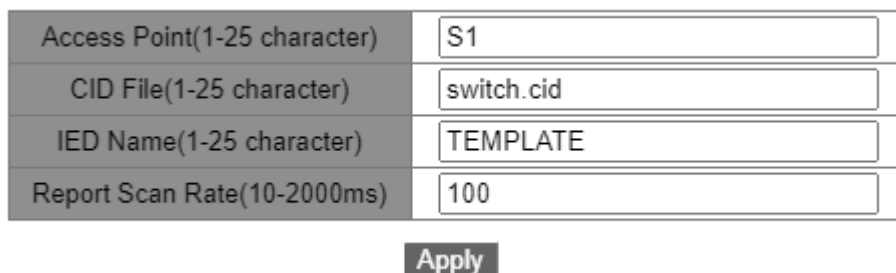 Access Point(1-25 character) S1
CID File(1-25 character) switch.cid
IED Name(1-25 character) TEMPLATE
Report Scan Rate(10-2000ms) 100
Apply